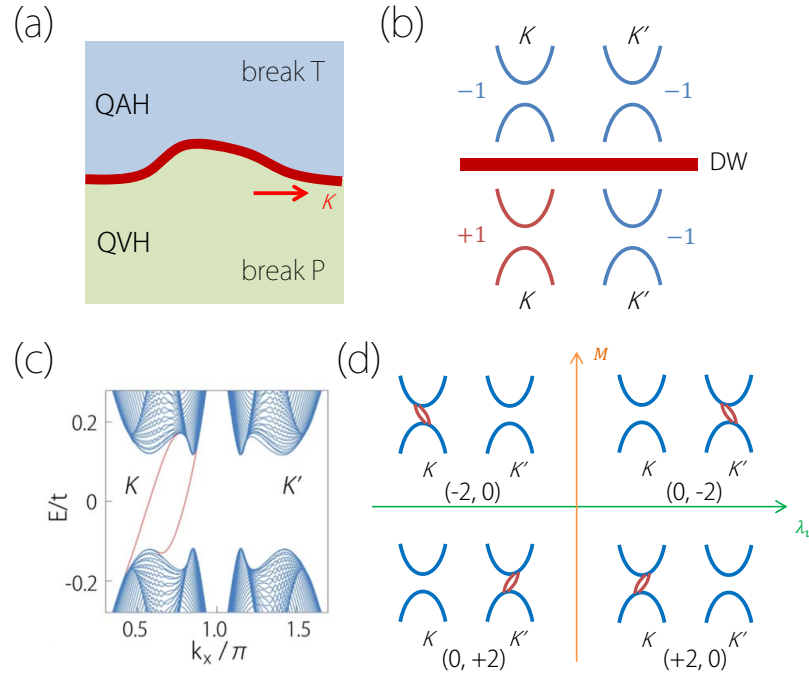 (a)
break T
QAH
K
QVH
break P
(b)
K K′
−1 −1
DW
+1 −1
K K′
(c)
0.2
K K′
E/t
0
-0.2
0.5 1.0 1.5
kₓ/π
(d)
M
K K′
(-2, 0)
K K′
(0, -2)
λ₁
K K′
(0, +2)
K K′
(+2, 0)